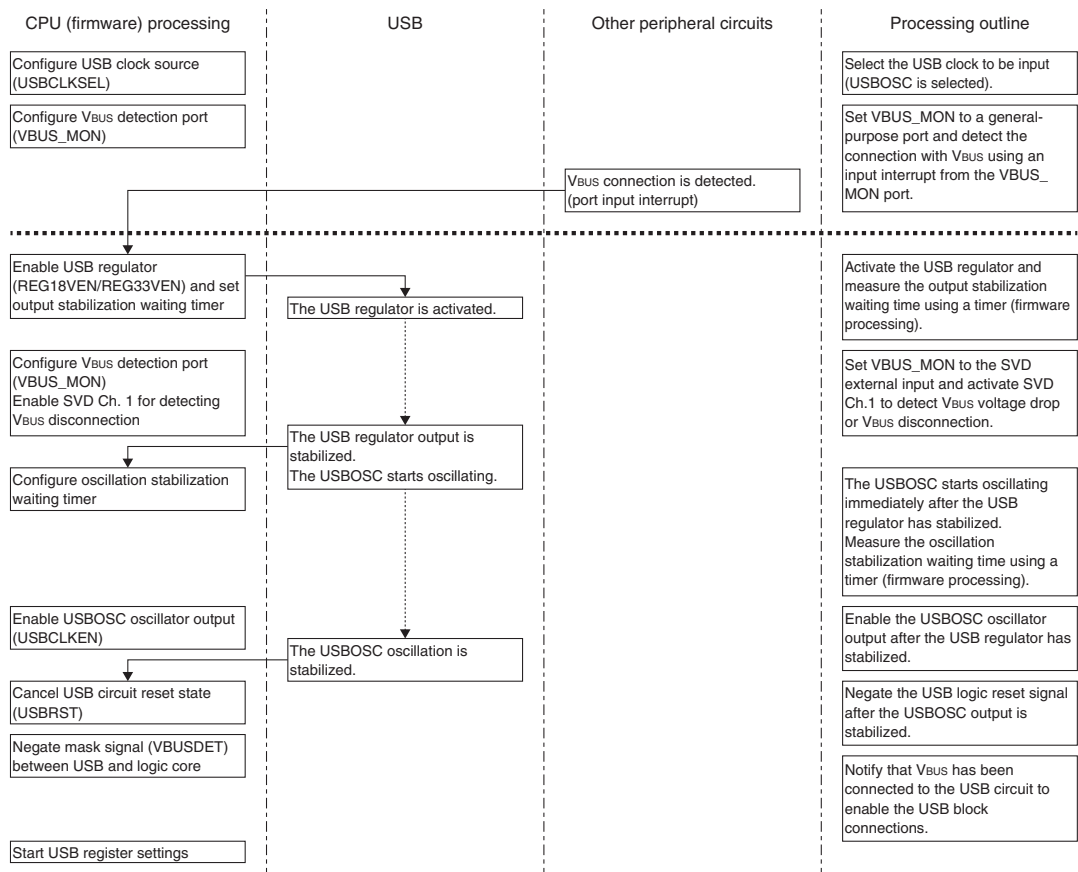 CPU (firmware) processing
USB
Other peripheral circuits
Processing outline
Configure USB clock source
(USBCLKSEL)
Select the USB clock to be input
(USBOSC is selected).
Configure VBUS detection port
(VBUS_MON)
Set VBUS_MON to a general-
purpose port and detect the
connection with VBUS using an
input interrupt from the VBUS_
MON port.
VBUS connection is detected.
(port input interrupt)
Enable USB regulator
(REG18VEN/REG33VEN) and set
output stabilization waiting timer
The USB regulator is activated.
Activate the USB regulator and
measure the output stabilization
waiting time using a timer (firmware
processing).
Configure VBUS detection port
(VBUS_MON)
Enable SVD Ch. 1 for detecting
VBUS disconnection
Set VBUS_MON to the SVD
external input and activate SVD
Ch.1 to detect VBUS voltage drop
or VBUS disconnection.
The USB regulator output is
stabilized.
The USBOSC starts oscillating.
Configure oscillation stabilization
waiting timer
The USBOSC starts oscillating
immediately after the USB
regulator has stabilized.
Measure the oscillation
stabilization waiting time using a
timer (firmware processing).
Enable USBOSC oscillator output
(USBCLKEN)
Enable the USBOSC oscillator
output after the USB regulator has
stabilized.
The USBOSC oscillation is
stabilized.
Cancel USB circuit reset state
(USBRST)
Negate the USB logic reset signal
after the USBOSC output is
stabilized.
Negate mask signal (VBUSDET)
between USB and logic core
Notify that VBUS has been
connected to the USB circuit to
enable the USB block
connections.
Start USB register settings